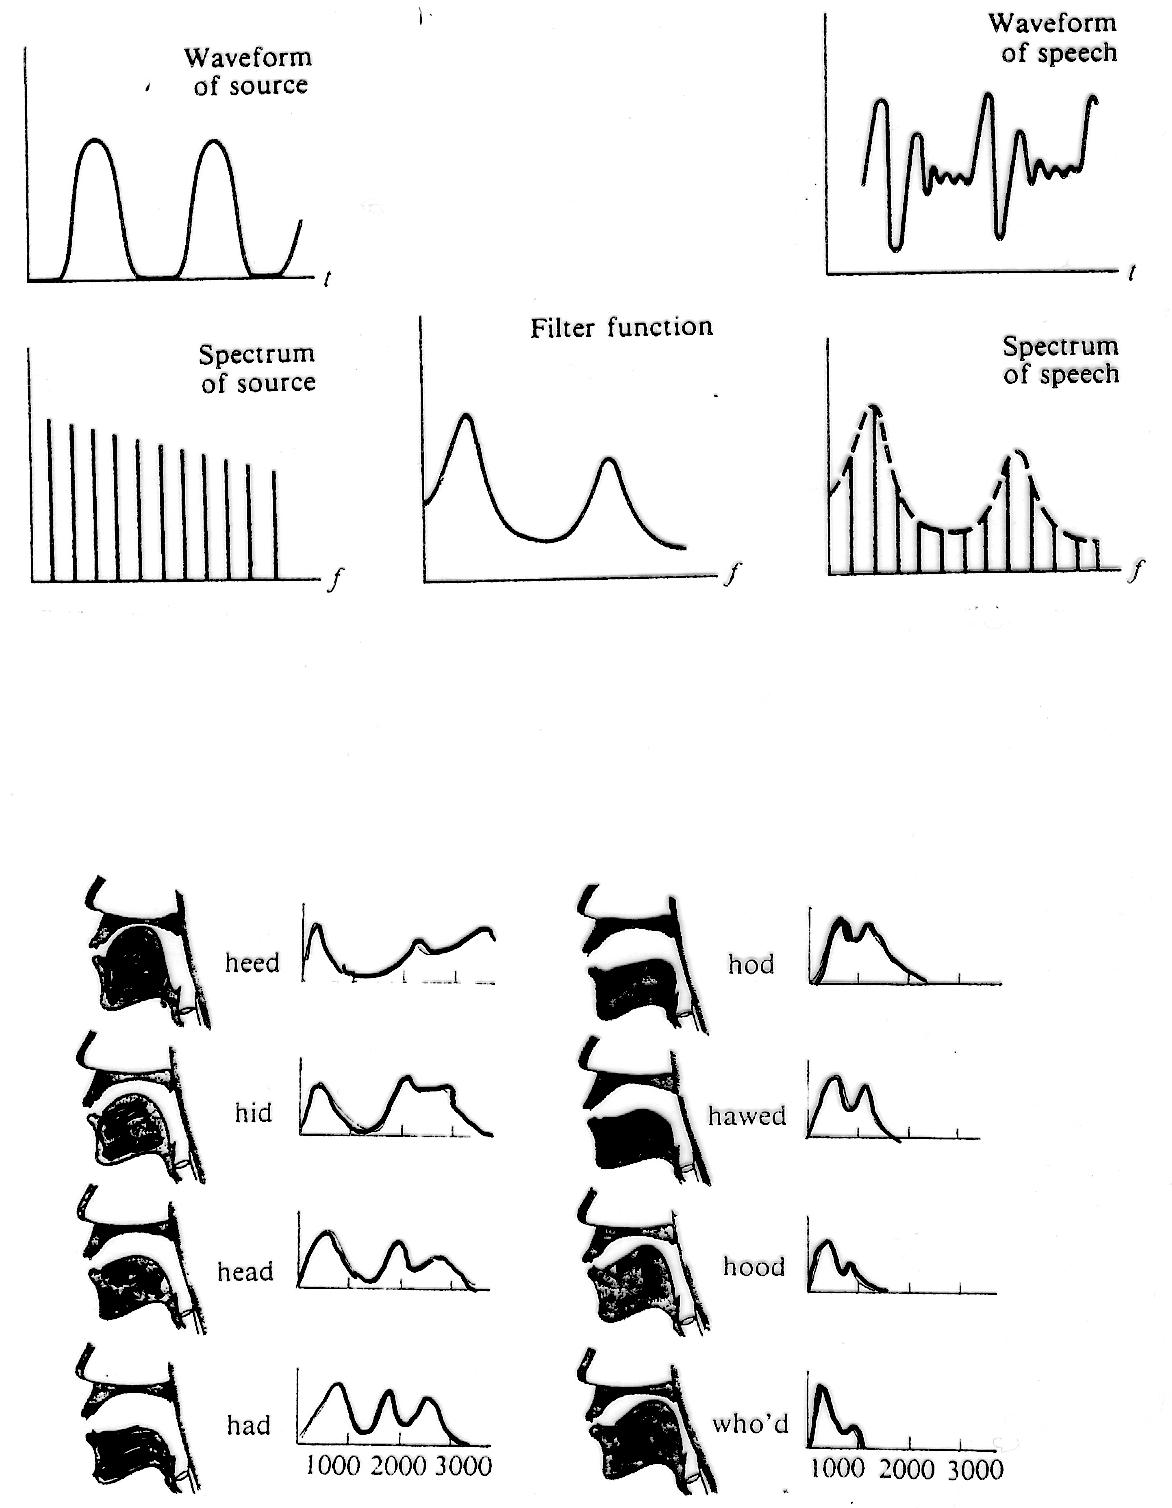 Waveform
of source
t
Waveform
of speech
t
Spectrum
of source
f
Filter function
f
Spectrum
of speech
f
heed
hid
head
had
1000 2000 3000
hod
hawed
hood
who'd
1000 2000 3000